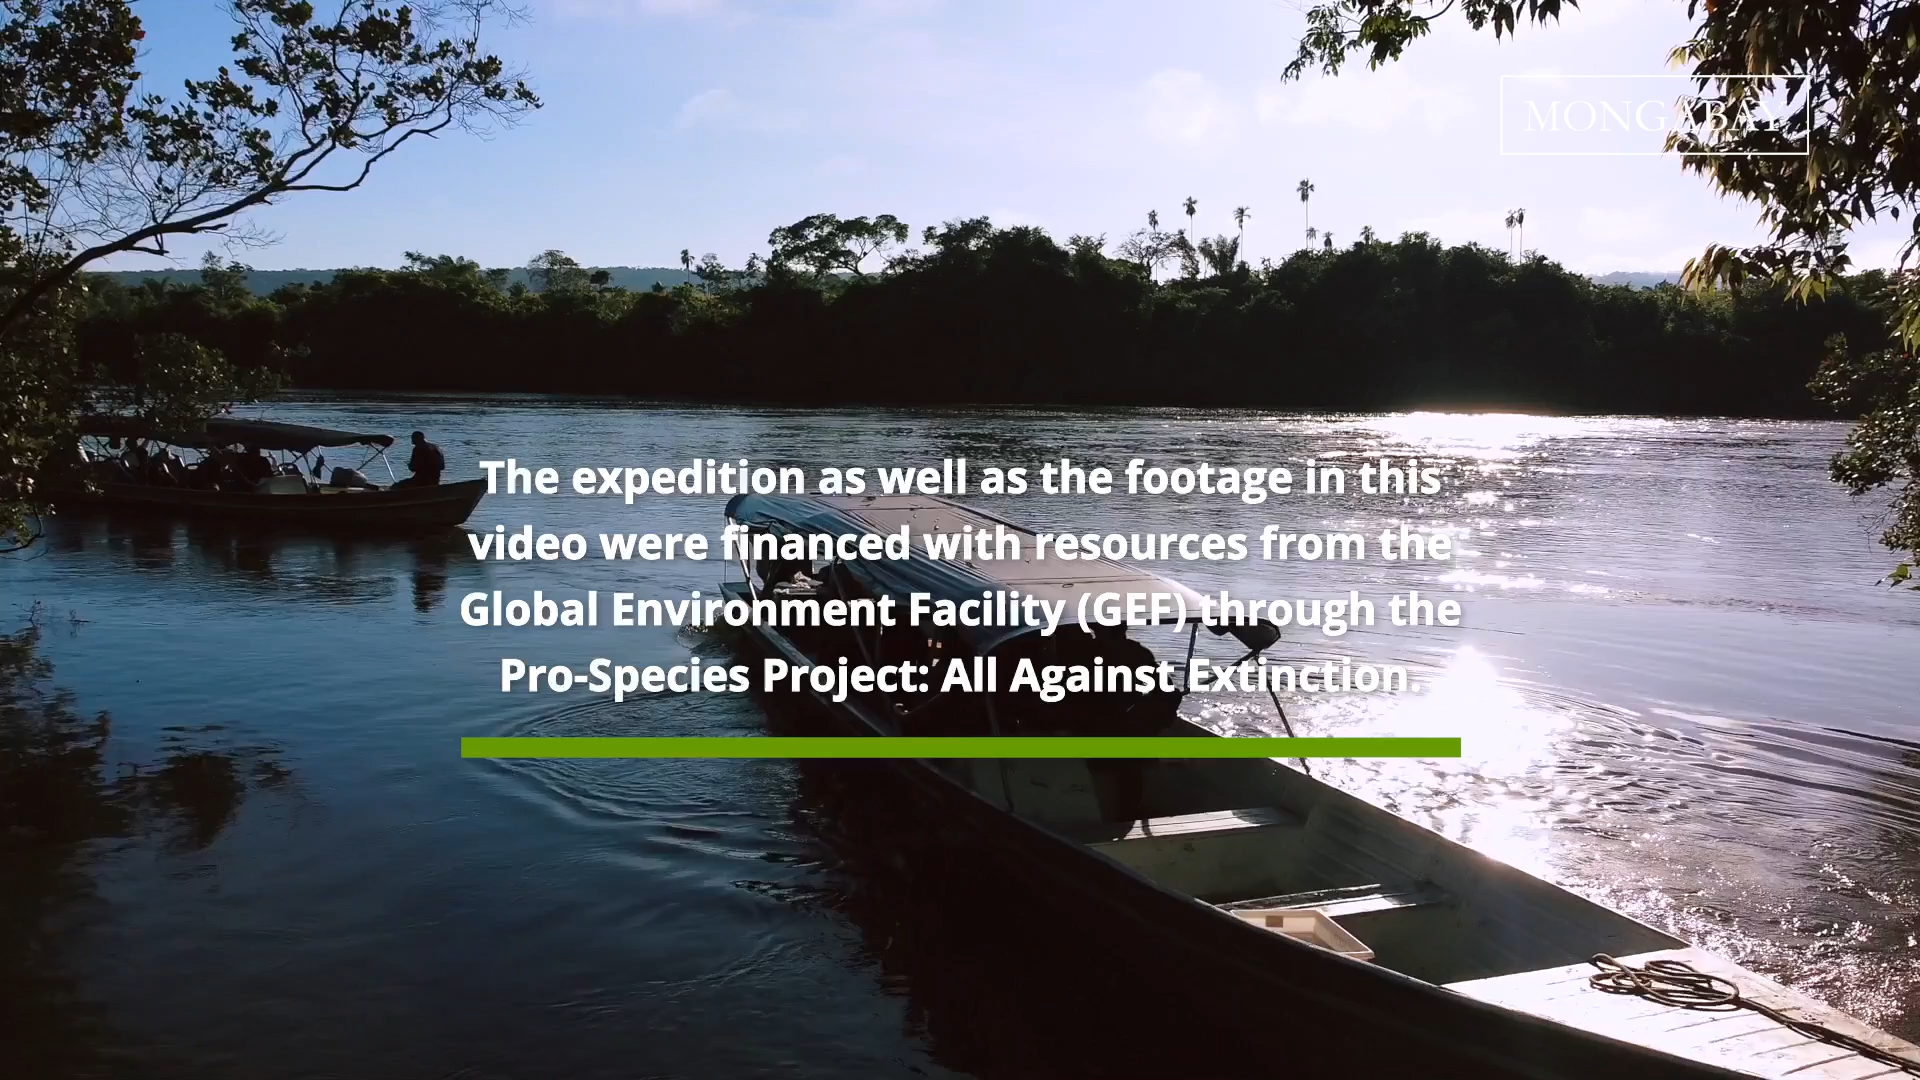 MONGABAY
The expedition as well as the footage in this
video were financed with resources from the
Global Environment Facility (GEF) through the
Pro-Species Project: All Against Extinction.